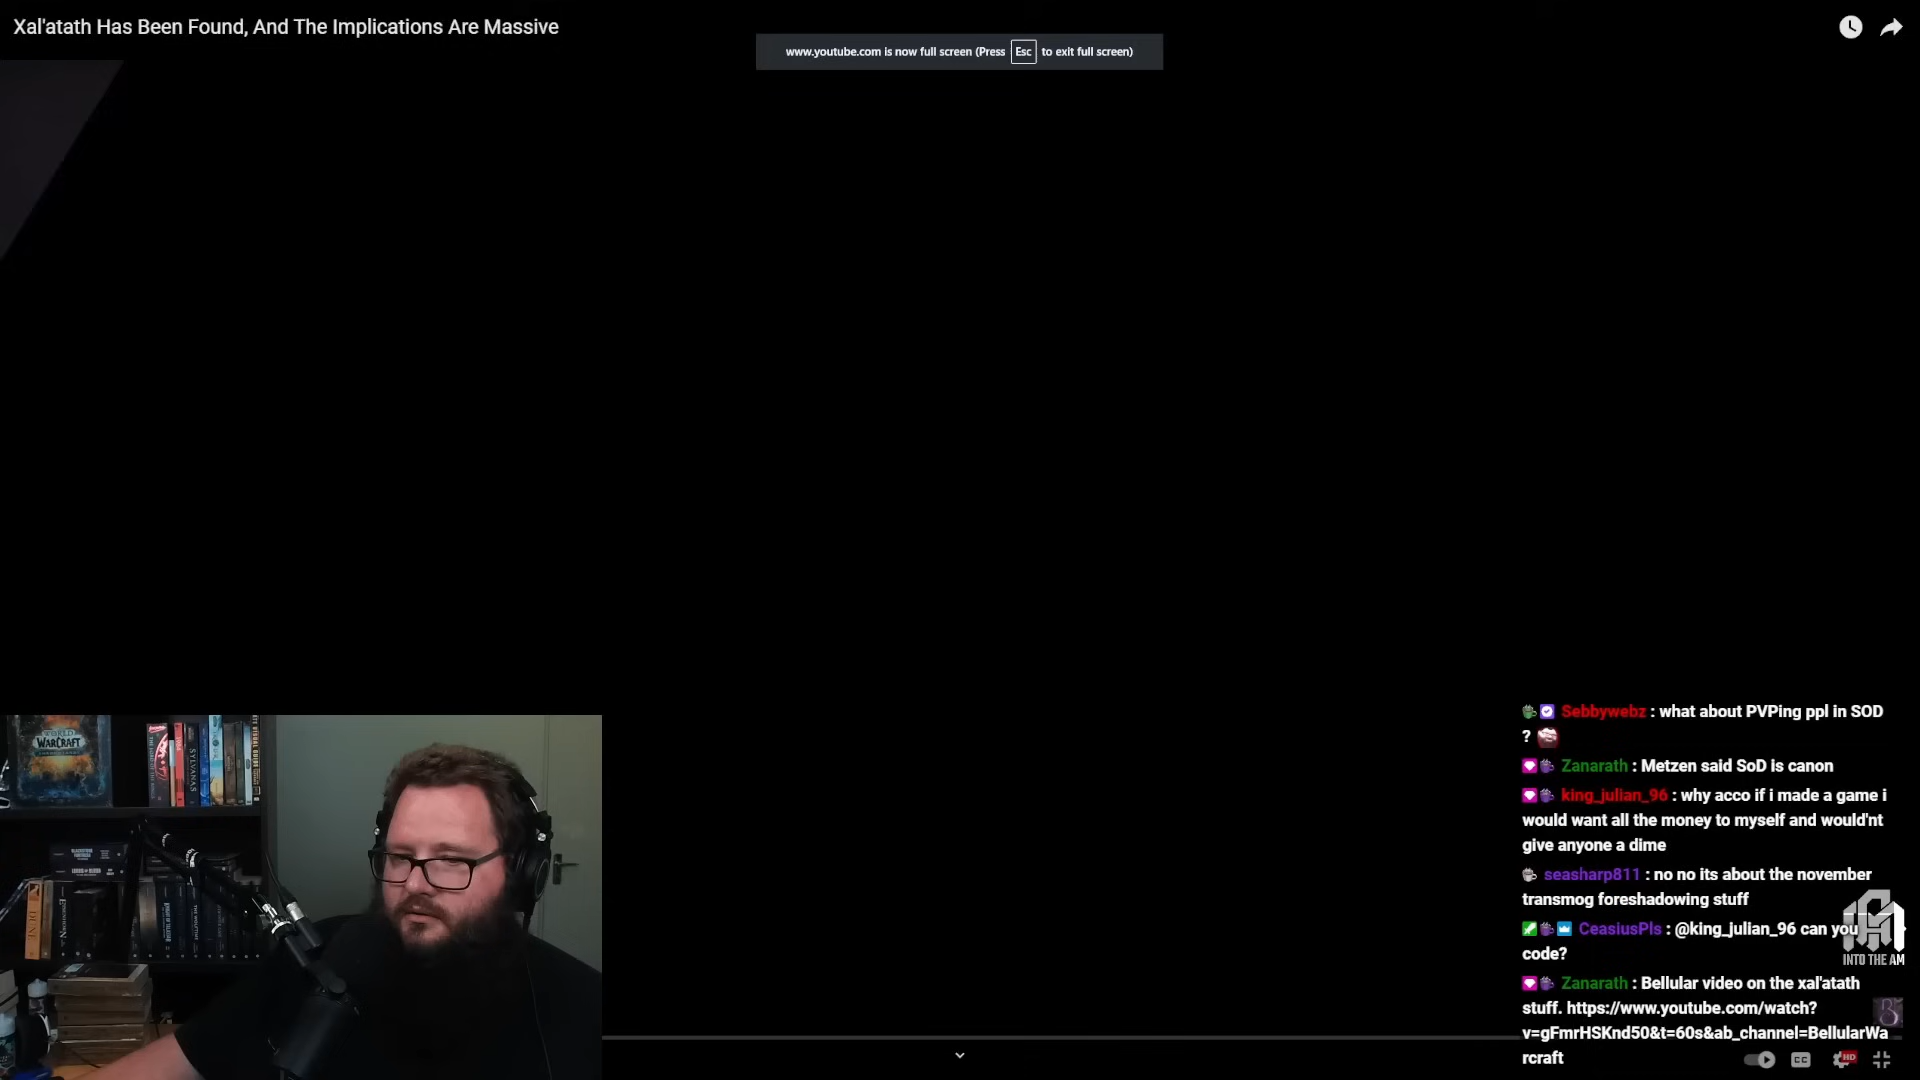 Xal'atath Has Been Found, And The Implications Are Massive
www.youtube.com is now full screen (Press Esc to exit full screen)
WORLD
WARCRAFT
SYLVANAS
DUNE
Sebbywebz : what about PVPing ppl in SOD
?
Zanarath : Metzen said SoD is canon
king_julian_96 : why acco if i made a game i
would want all the money to myself and would'nt
give anyone a dime
seasharp811 : no no its about the november
transmog foreshadowing stuff
CeasiusPls : @king_julian_96 can you
code?
INTO THE AM
Zanarath : Bellular video on the xal'atath
stuff. https://www.youtube.com/watch?
v=gFmrHSKnd50&t=60s&ab_channel=BellularWa
rcraft
CC
HD